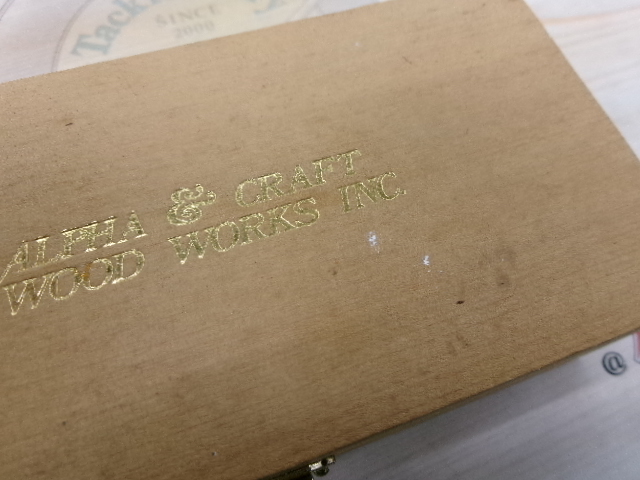 Tack
SINCE
2000
ALPHA & CRAFT
WOOD WORKS INC.
@